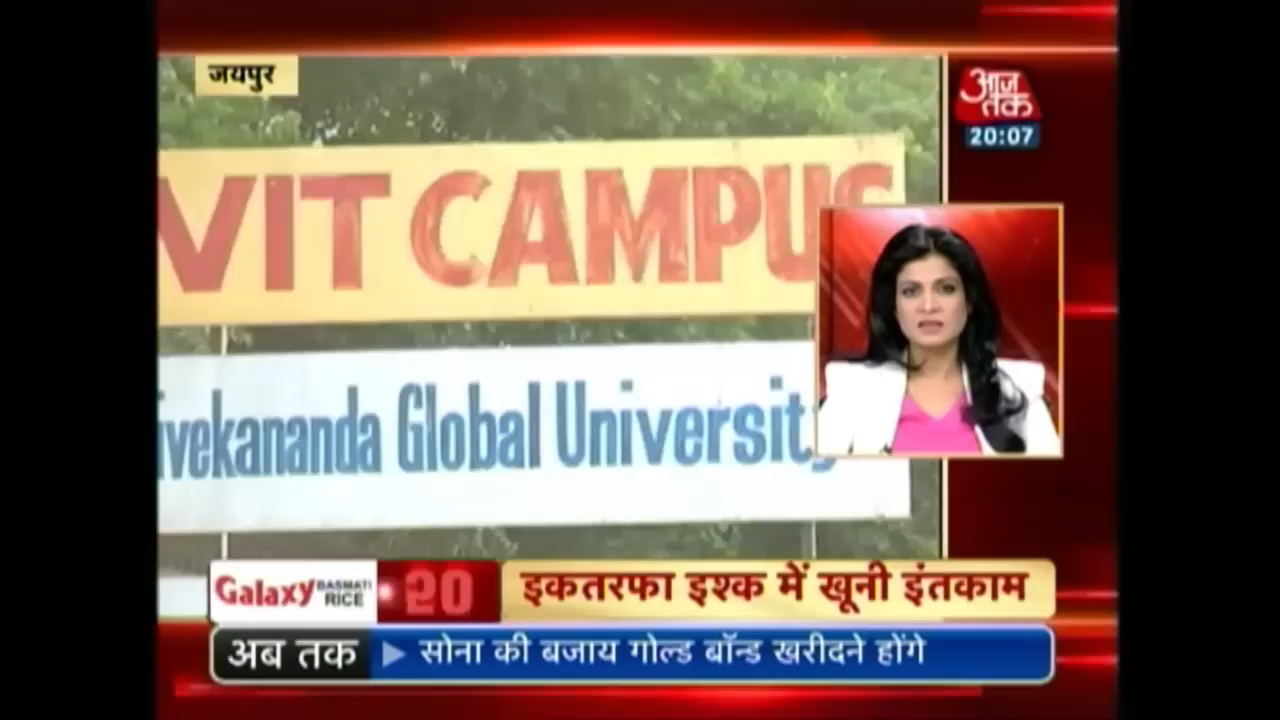 जयपुर
आज
तक
20:07
VIT CAMPUS
ivekananda Global University
Galaxy BASMATI RICE
20
इकतरफा इश्क में खूनी इंतकाम
अब तक
सोना की बजाय गोल्ड बॉन्ड खरीदने होंगे